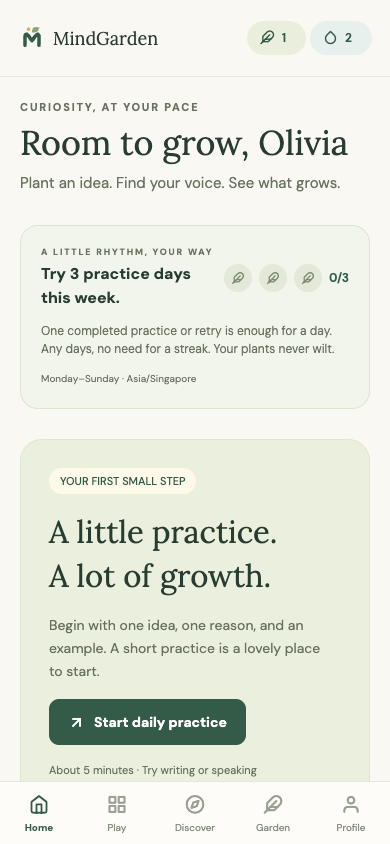 MindGarden
1
2
CURIOSITY, AT YOUR PACE
Room to grow, Olivia
Plant an idea. Find your voice. See what grows.
A LITTLE RHYTHM, YOUR WAY
Try 3 practice days
this week.
0/3
One completed practice or retry is enough for a day.
Any days, no need for a streak. Your plants never wilt.
Monday–Sunday · Asia/Singapore
YOUR FIRST SMALL STEP
A little practice.
A lot of growth.
Begin with one idea, one reason, and an
example. A short practice is a lovely place
to start.
Start daily practice
About 5 minutes · Try writing or speaking
Home
Play
Discover
Garden
Profile